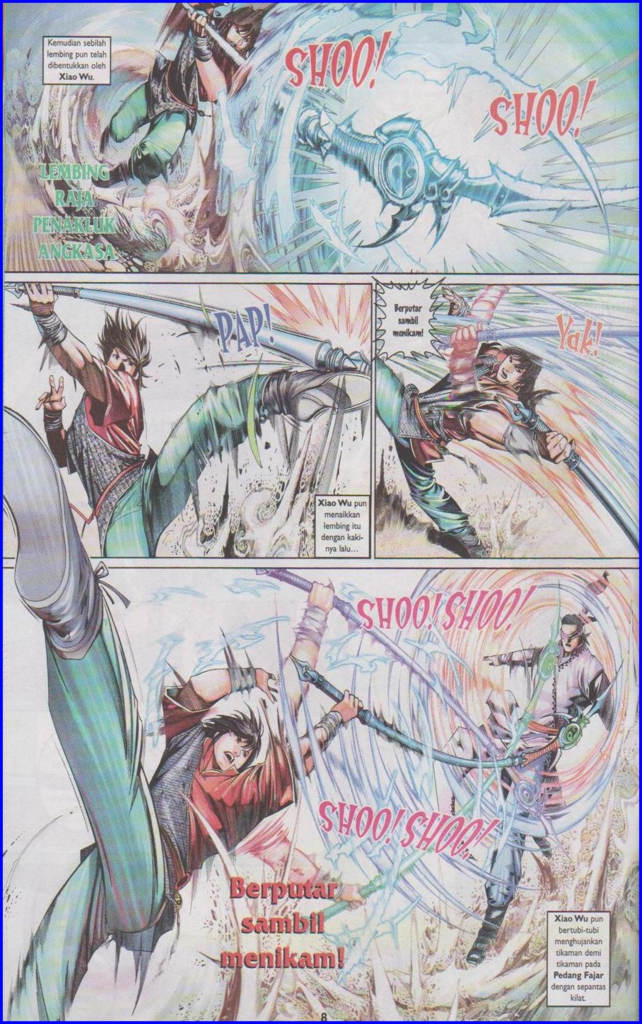 Kemudian sebilah
lembing pun telah
dibentukkan oleh
Xiao Wu.
SHOO!
SHOO!
LEMBING
RAJA
PENAKLUK
ANGKASA
PAP!
Xiao Wu pun
menaikkan
lembing itu
dengan kaki-
nya lalu...
Berputar
sambil
menikam!
Yak!
SHOO! SHOO!
SHOO! SHOO!
Berputar
sambil
menikam!
Xiao Wu pun
bertubi-tubi
menghujankan
tikaman demi
tikaman pada
Pedang Fajar
dengan sepantas
kilat.
8